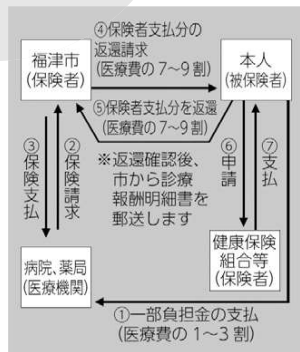 ④保険者支払分の
返還請求
(医療費の7〜9割)
福津市
(保険者)
本人
(被保険者)
⑤保険者支払分を返還
(医療費の7〜9割)
③保険支払
②保険請求
※返還確認後、
市から診療
報酬明細書を
郵送します
⑥申請
⑦支払
病院、薬局
(医療機関)
健康保険
組合等
(保険者)
①一部負担金の支払
(医療費の1〜3割)